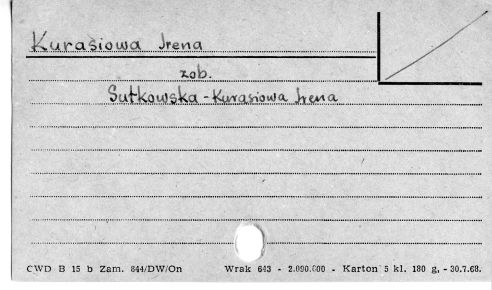 Kurasiowa Irena
zob.
Sutkowska-Kurasiowa Irena
CWD B 15 b Zam. 844/DW/On Wrak 643 - 2.090.000 - Karton 5 kl. 180 g, - 30.7.68.